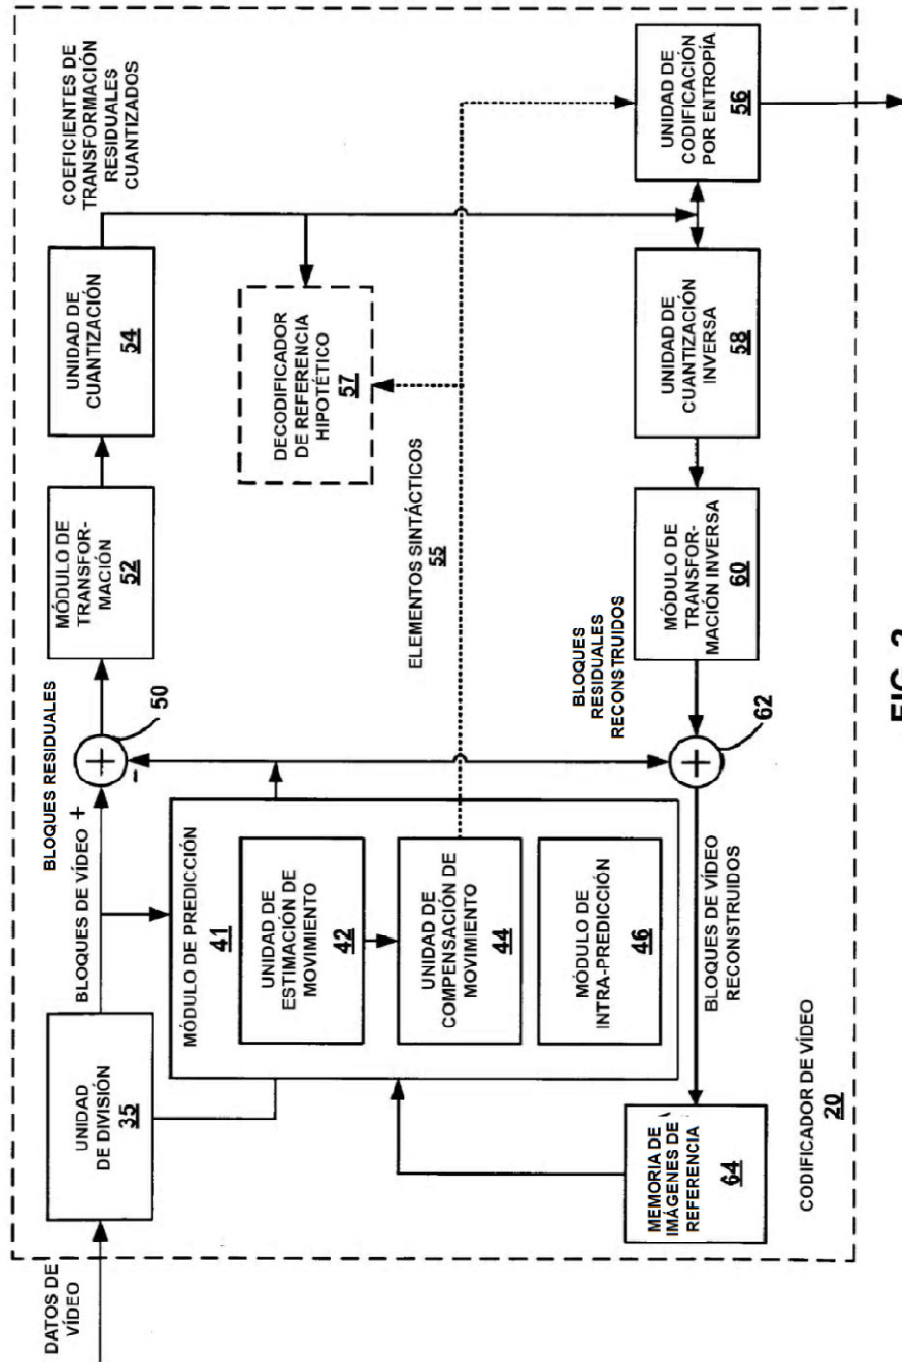 DATOS DE
VÍDEO
UNIDAD
DE DIVISIÓN
35
BLOQUES DE VÍDEO
+
-
BLOQUES RESIDUALES
50
MÓDULO DE
TRANSFOR-
MACIÓN
52
UNIDAD DE
CUANTIZACIÓN
54
COEFICIENTES DE
TRANSFORMACIÓN
RESIDUALES
CUANTIZADOS
MÓDULO DE PREDICCIÓN
41
UNIDAD DE
ESTIMACIÓN DE
MOVIMIENTO
42
UNIDAD DE
COMPENSACIÓN DE
MOVIMIENTO
44
MÓDULO DE
INTRA-PREDICCIÓN
46
DECODIFICADOR
DE REFERENCIA
HIPOTÉTICO
57
ELEMENTOS SINTÁCTICOS
55
UNIDAD DE
CODIFICACIÓN
POR ENTROPÍA
56
UNIDAD DE
CUANTIZACIÓN
INVERSA
58
MÓDULO DE
TRANSFOR-
MACIÓN INVERSA
60
BLOQUES
RESIDUALES
RECONSTRUIDOS
62
BLOQUES DE VÍDEO
RECONSTRUIDOS
MEMORIA DE
IMÁGENES DE
REFERENCIA
64
CODIFICADOR DE VÍDEO
20